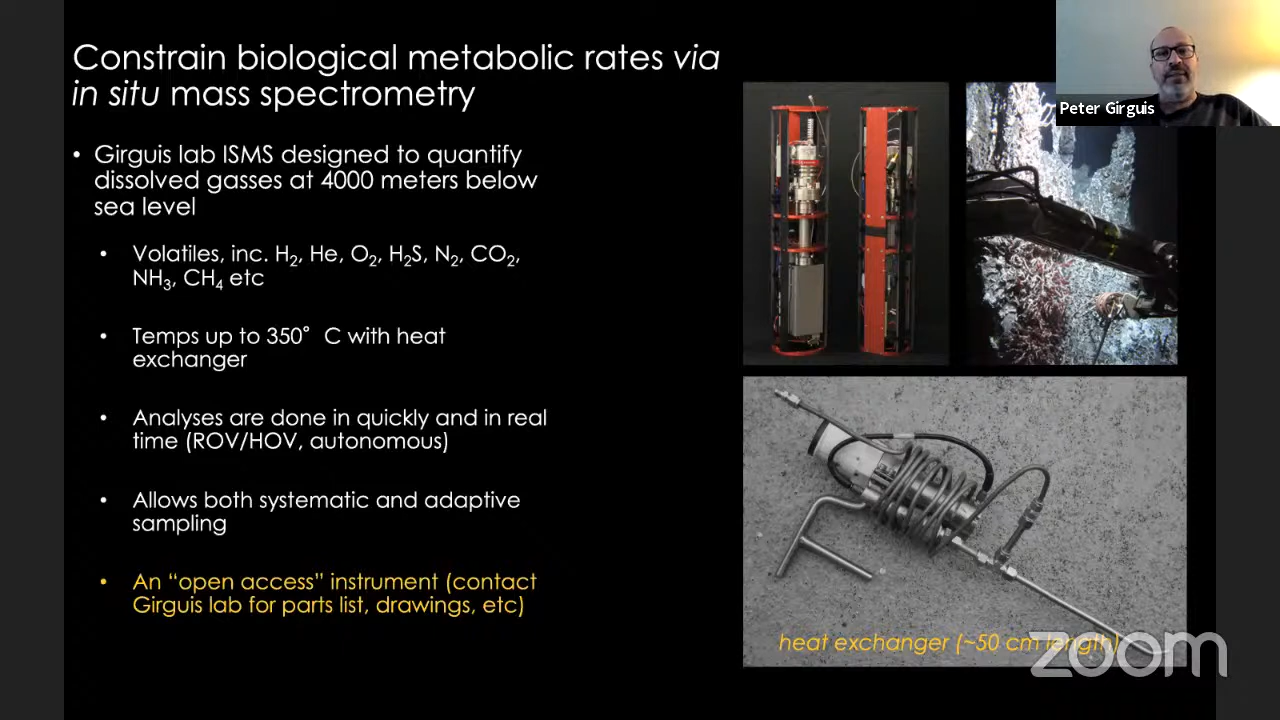 Constrain biological metabolic rates via
in situ mass spectrometry
Peter Girguis
• Girguis lab ISMS designed to quantify
dissolved gasses at 4000 meters below
sea level
• Volatiles, inc. H₂, He, O₂, H₂S, N₂, CO₂,
NH₃, CH₄ etc
• Temps up to 350° C with heat
exchanger
• Analyses are done in quickly and in real
time (ROV/HOV, autonomous)
• Allows both systematic and adaptive
sampling
• An “open access” instrument (contact
Girguis lab for parts list, drawings, etc)
heat exchanger (~50 cm length)
zoom